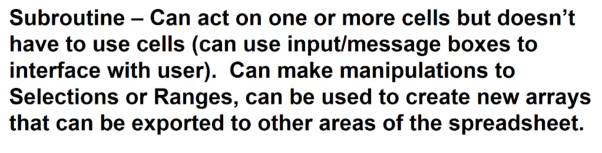 Subroutine – Can act on one or more cells but doesn't
have to use cells (can use input/message boxes to
interface with user).  Can make manipulations to
Selections or Ranges, can be used to create new arrays
that can be exported to other areas of the spreadsheet.